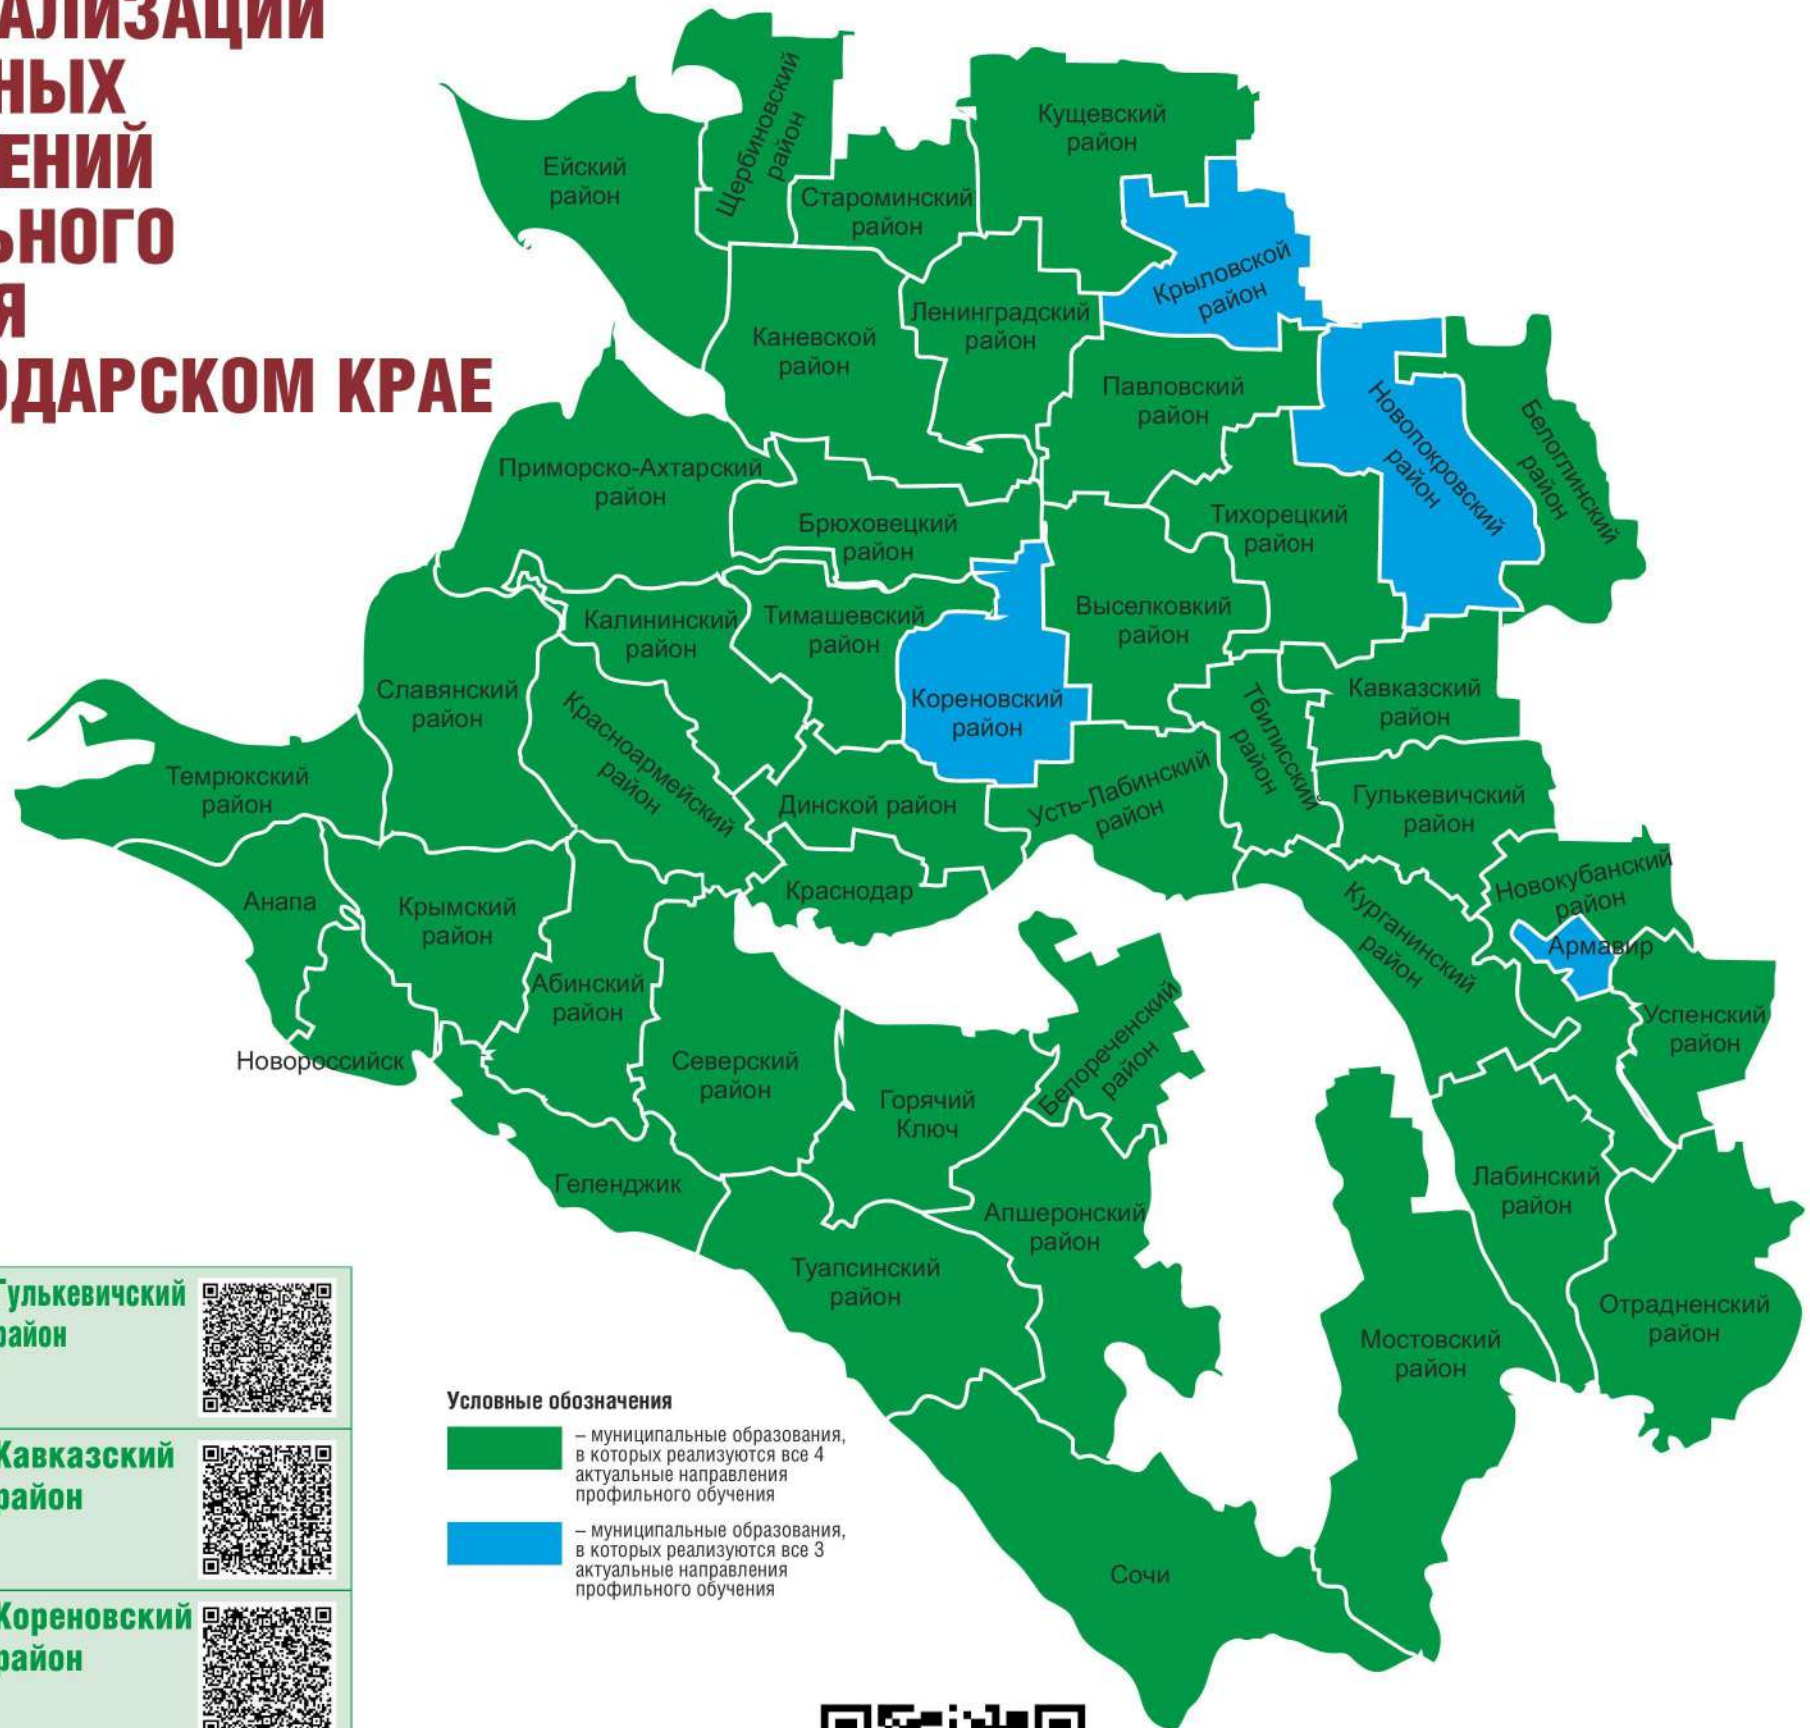 АЛИЗАЦИИ
НЫХ
ЕНИЙ
ЬНОГО
Я
ОДАРСКОМ КРАЕ
Щербиновский
район
Кущевский
район
Ейский
район
Староминский
район
Крыловской
район
Ленинградский
район
Каневской
район
Павловский
район
Новопокровский
район
Белоглинский
район
Приморско-Ахтарский
район
Брюховецкий
район
Тихорецкий
район
Калининский
район
Тимашевский
район
Выселковкий
район
Славянский
район
Красноармейский
район
Кореновский
район
Тбилисский
район
Кавказский
район
Темрюкский
район
Динской район
Усть-Лабинский
район
Гулькевичский
район
Анапа
Крымский
район
Краснодар
Курганинский
район
Новокубанский
район
Армавир
Абинский
район
Белореченский
район
Успенский
район
Новороссийск
Северский
район
Горячий
Ключ
Геленджик
Апшеронский
район
Лабинский
район
Туапсинский
район
Мостовский
район
Отрадненский
район
Сочи
Гулькевичский
район
Кавказский
район
Кореновский
район
Условные обозначения
– муниципальные образования,
в которых реализуются все 4
актуальные направления
профильного обучения
– муниципальные образования,
в которых реализуются все 3
актуальные направления
профильного обучения